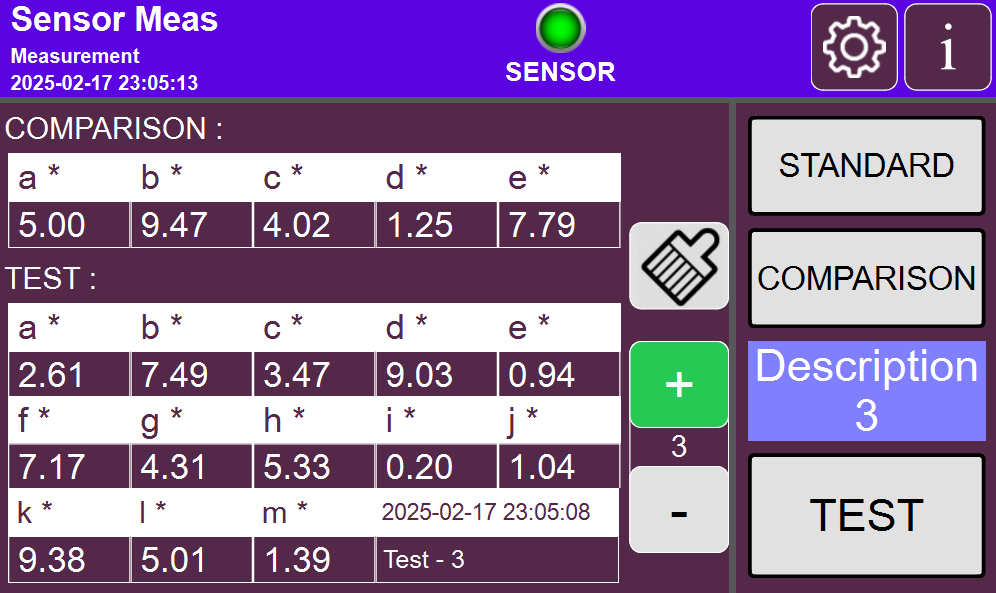 Sensor Meas
Measurement
2025-02-17 23:05:13
SENSOR
i
COMPARISON :
a * b * c * d * e *
5.00 9.47 4.02 1.25 7.79
TEST :
a * b * c * d * e *
2.61 7.49 3.47 9.03 0.94
f * g * h * i * j *
7.17 4.31 5.33 0.20 1.04
k * l * m * 2025-02-17 23:05:08
9.38 5.01 1.39 Test - 3
+
3
-
STANDARD
COMPARISON
Description
3
TEST